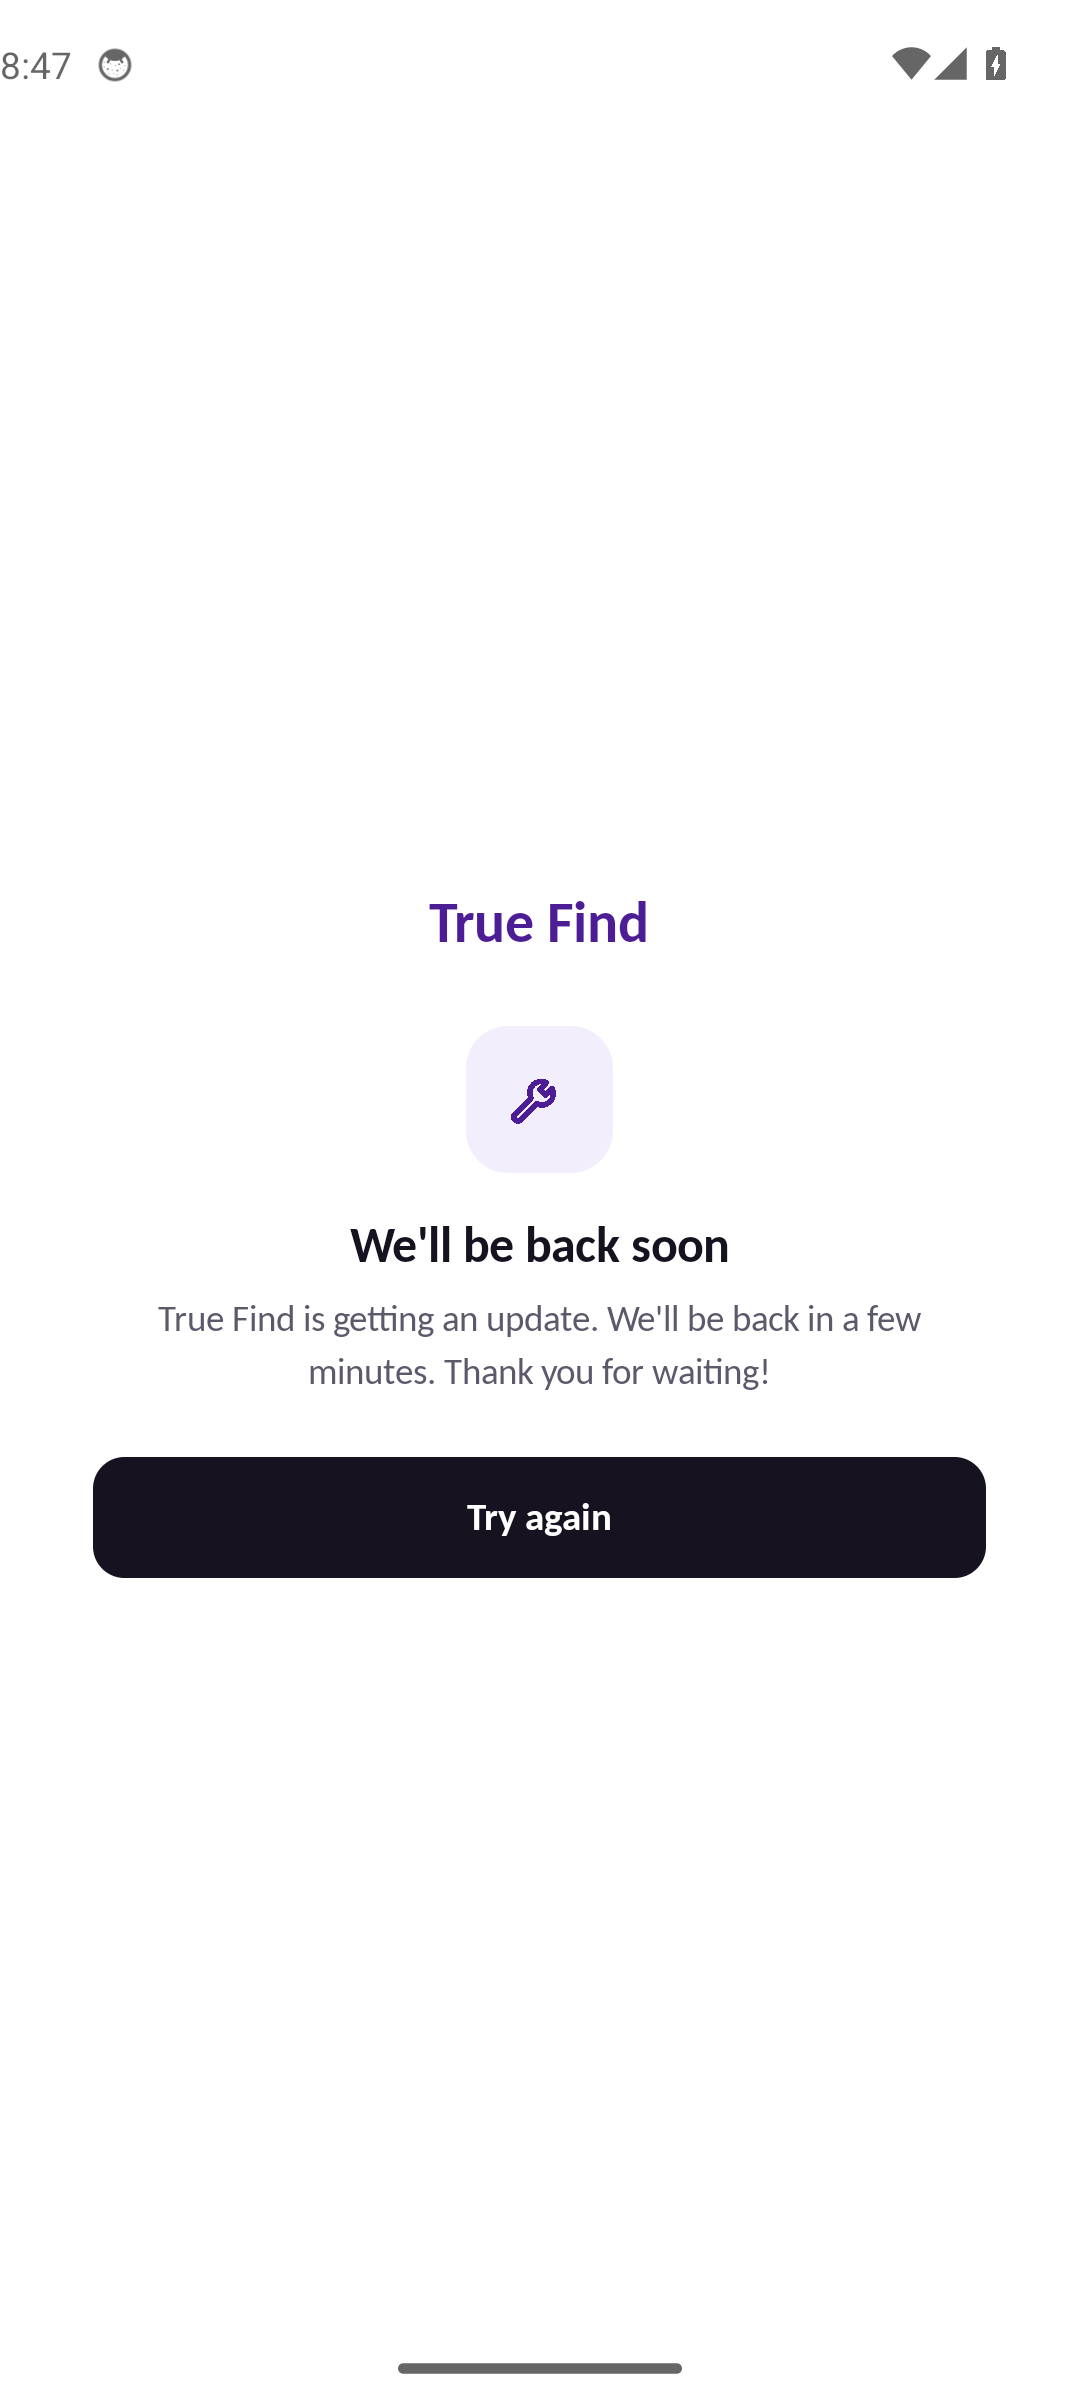 8:47
True Find
We'll be back soon
True Find is getting an update. We'll be back in a few
minutes. Thank you for waiting!
Try again